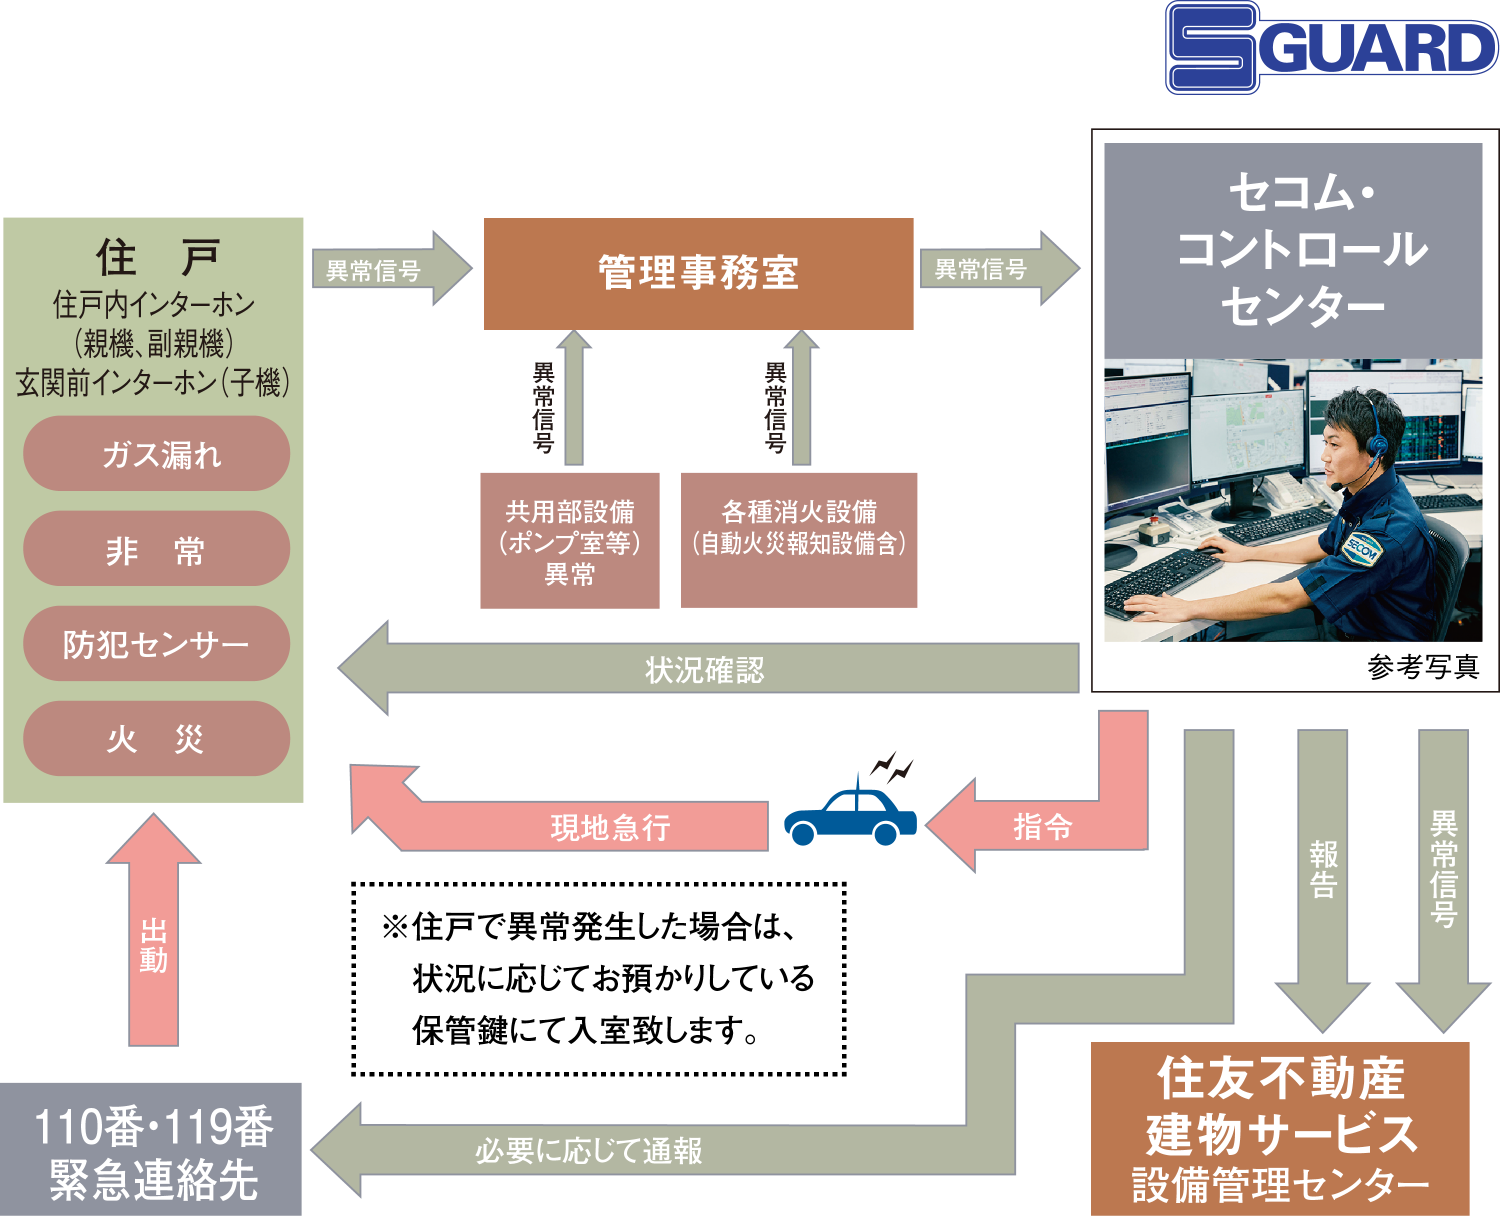 SGUARD
セコム・
コントロール
センター
SECOM
参考写真
住　戸
住戸内インターホン
（親機、副親機）
玄関前インターホン（子機）
ガス漏れ
非　常
防犯センサー
火　災
異常信号
管理事務室
異常信号
異常信号
異常信号
共用部設備
（ポンプ室等）
異常
各種消火設備
（自動火災報知設備含）
状況確認
現地急行
指令
出動
※住戸で異常発生した場合は、
状況に応じてお預かりしている
保管鍵にて入室致します。
報告
異常信号
110番・119番
緊急連絡先
必要に応じて通報
住友不動産
建物サービス
設備管理センター